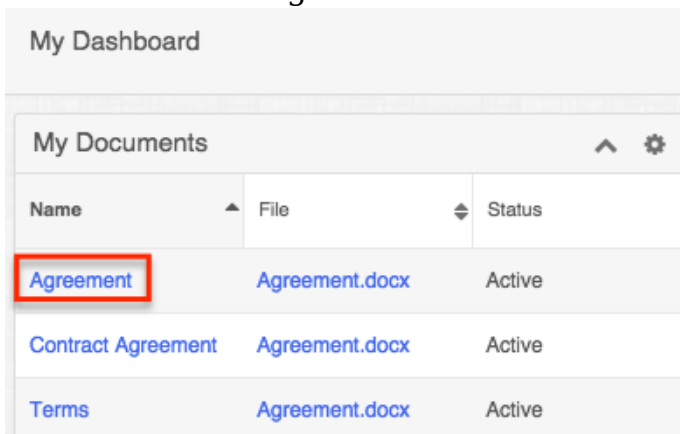 My Dashboard
My Documents
Name File Status
Agreement Agreement.docx Active
Contract Agreement Agreement.docx Active
Terms Agreement.docx Active